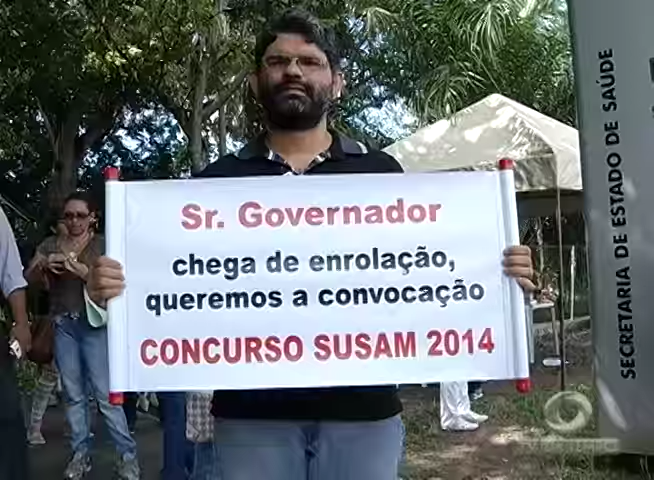 Sr. Governador
chega de enrolação,
queremos a convocação
CONCURSO SUSAM 2014
SECRETARIA DE ESTADO DE SAÚDE